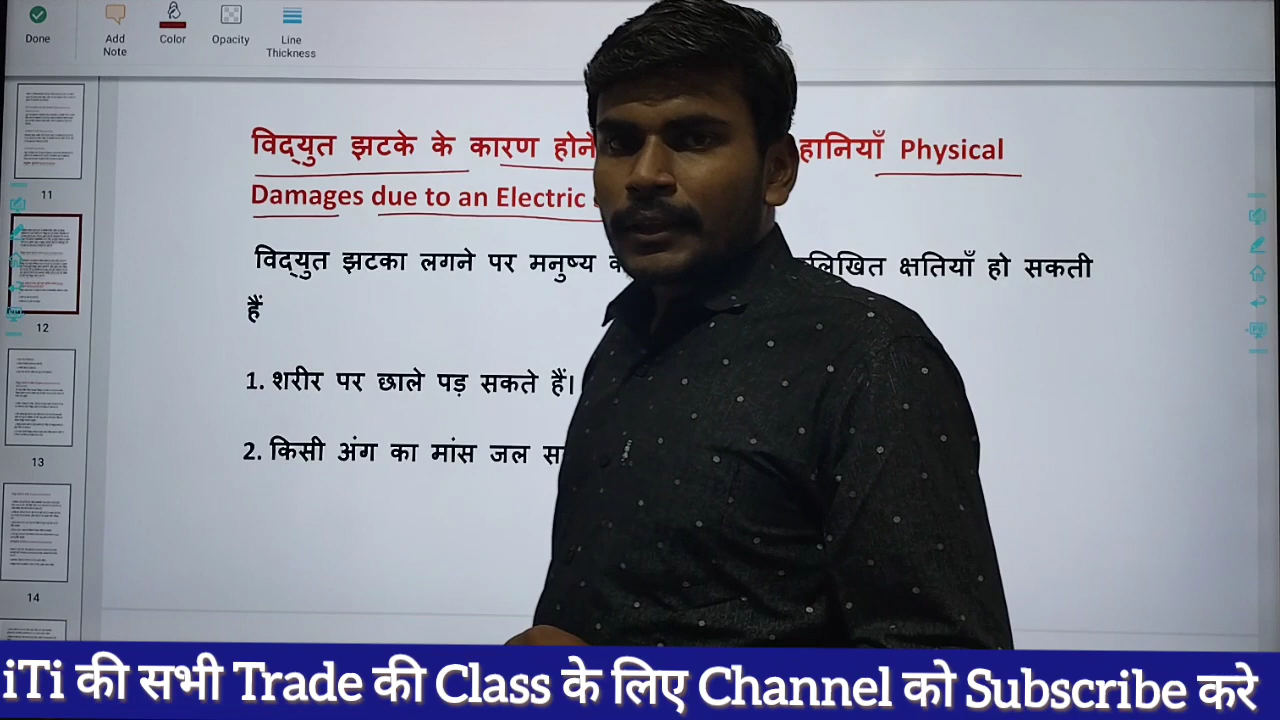 Done
Add Note
Color
Opacity
Line Thickness
विद्युत झटके के कारण होने हानियाँ Physical
Damages due to an Electric
विद्युत झटका लगने पर मनुष्य क्षतियाँ हो सकती
हैं
1. शरीर पर छाले पड़ सकते हैं।
2. किसी अंग का मांस जल
11
12
13
14
iTi की सभी Trade की Class के लिए Channel को Subscribe करे